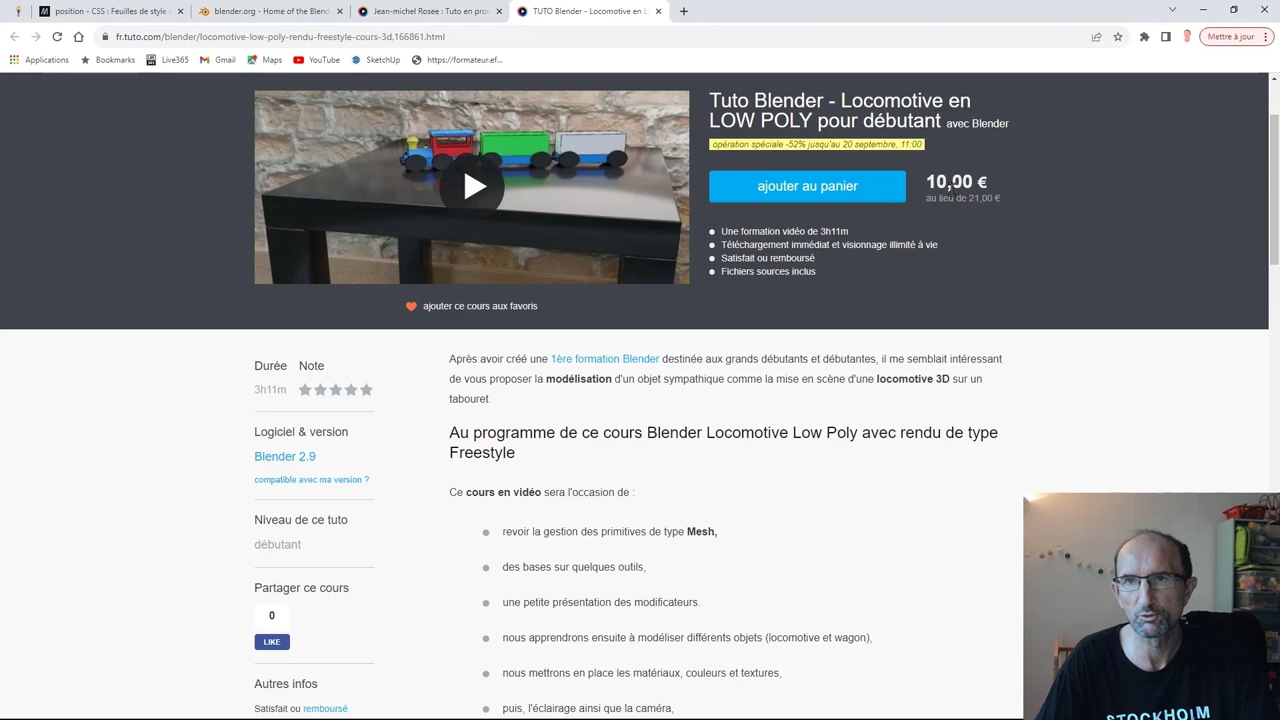 position - CSS : Feuilles de style
blender.org - Home of the Blend
Jean-michel Rosee : Tuto en pro
TUTO Blender - Locomotive en L
fr.tuto.com/blender/locomotive-low-poly-rendu-freestyle-cours-3d,166861.html
Mettre à jour
Applications
Bookmarks
Live365
Gmail
Maps
YouTube
SketchUp
https://formateur.ef...
Tuto Blender - Locomotive en
LOW POLY pour débutant avec Blender
opération spéciale -52% jusqu'au 20 septembre, 11:00
ajouter au panier
10,90 €
au lieu de 21,00 €
Une formation vidéo de 3h11m
Téléchargement immédiat et visionnage illimité à vie
Satisfait ou remboursé
Fichiers sources inclus
ajouter ce cours aux favoris
Durée Note
3h11m
Logiciel & version
Blender 2.9
compatible avec ma version ?
Niveau de ce tuto
débutant
Partager ce cours
0
LIKE
Autres infos
Satisfait ou remboursé
Après avoir créé une 1ère formation Blender destinée aux grands débutants et débutantes, il me semblait intéressant
de vous proposer la modélisation d'un objet sympathique comme la mise en scène d'une locomotive 3D sur un
tabouret.
Au programme de ce cours Blender Locomotive Low Poly avec rendu de type
Freestyle
Ce cours en vidéo sera l'occasion de :
revoir la gestion des primitives de type Mesh,
des bases sur quelques outils,
une petite présentation des modificateurs.
nous apprendrons ensuite à modéliser différents objets (locomotive et wagon),
nous mettrons en place les matériaux, couleurs et textures,
puis, l'éclairage ainsi que la caméra,
STOCKHOLM